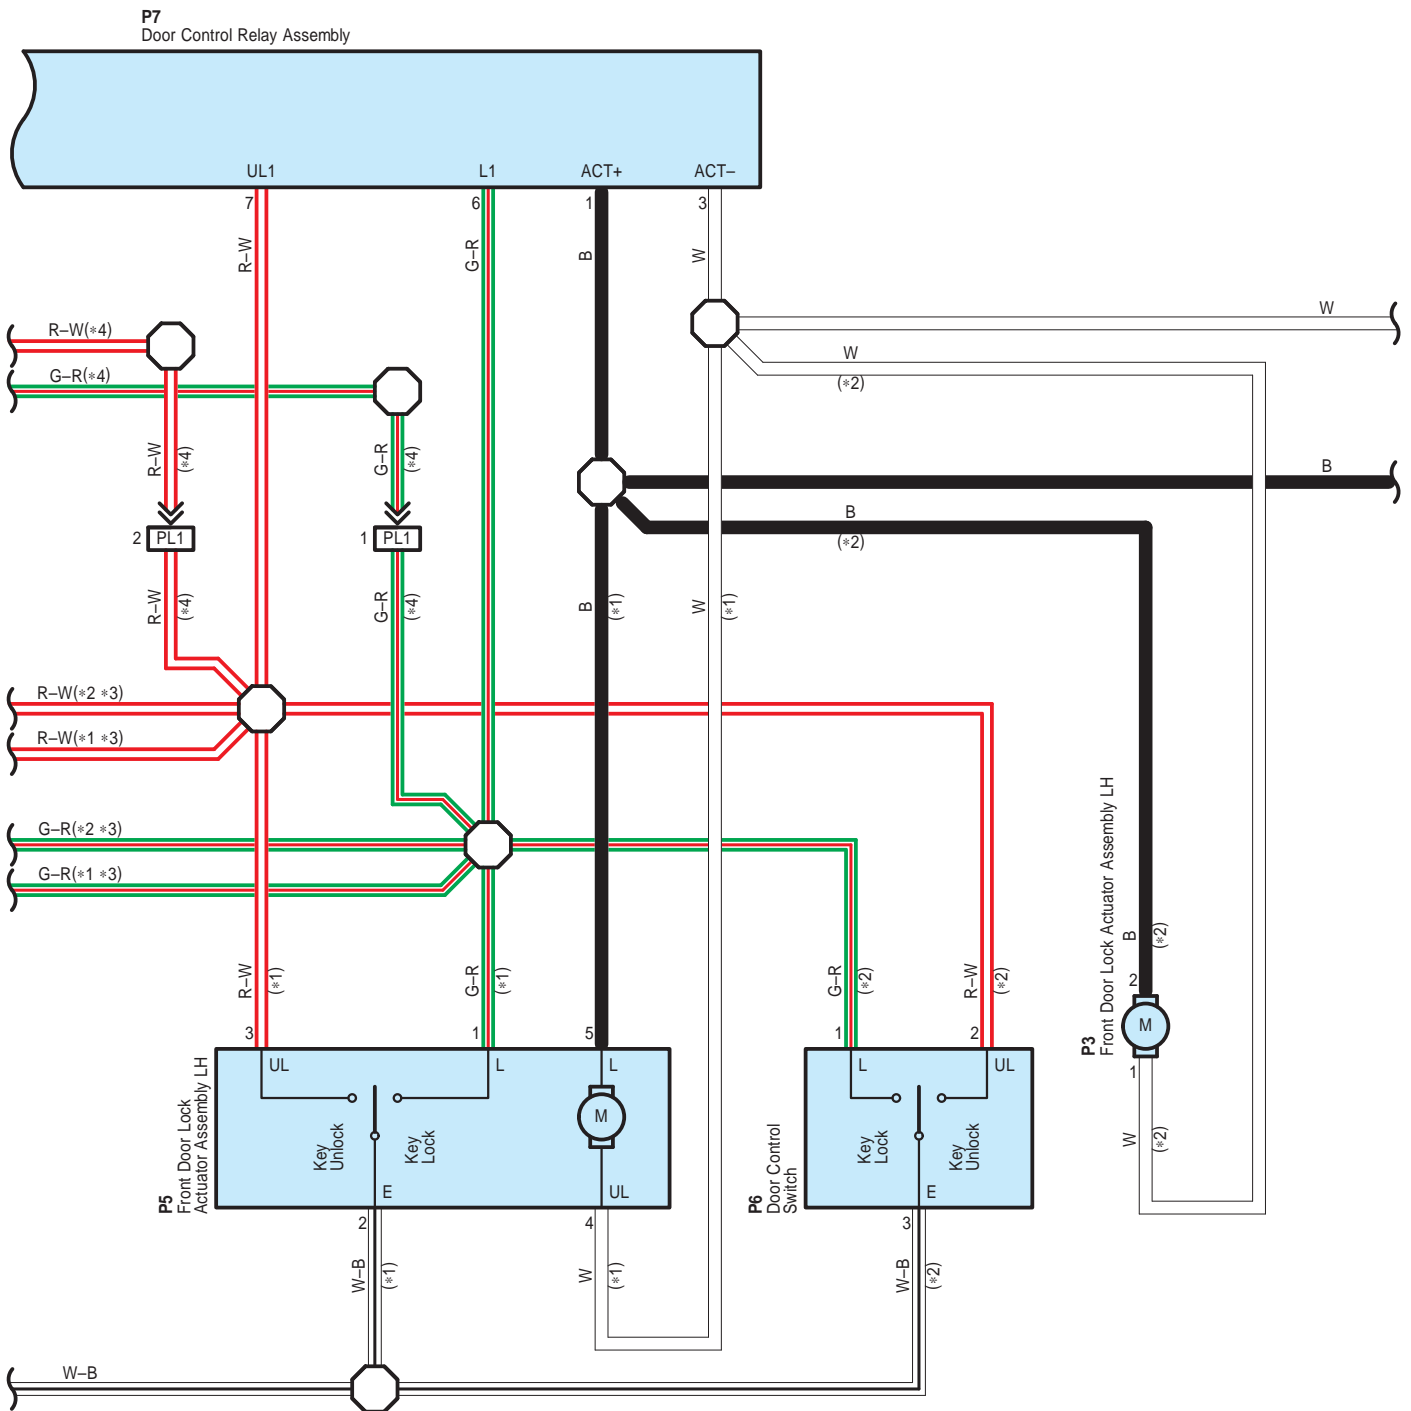 P7
Door Control Relay Assembly
UL1
L1
ACT+
ACT–
7
6
1
3
R–W
G–R
B
W
W
R–W(∗4)
W
(∗2)
G–R(∗4)
R–W
(∗4)
G–R
(∗4)
B
B
(∗2)
2
PL1
1
PL1
R–W
(∗4)
G–R
(∗4)
B
(∗1)
W
(∗1)
R–W(∗2 ∗3)
R–W(∗1 ∗3)
G–R(∗2 ∗3)
G–R(∗1 ∗3)
R–W
(∗1)
G–R
(∗1)
G–R
(∗2)
R–W
(∗2)
B
(∗2)
P3
Front Door Lock Actuator Assembly LH
2
M
1
W
(∗2)
3
1
5
1
2
UL
L
L
L
UL
P5
Front Door Lock
Actuator Assembly LH
Key
Unlock
Key
Lock
M
E
UL
P6
Door Control
Switch
Key
Lock
Key
Unlock
E
2
4
3
W–B
(∗1)
W
(∗1)
W–B
(∗2)
W–B